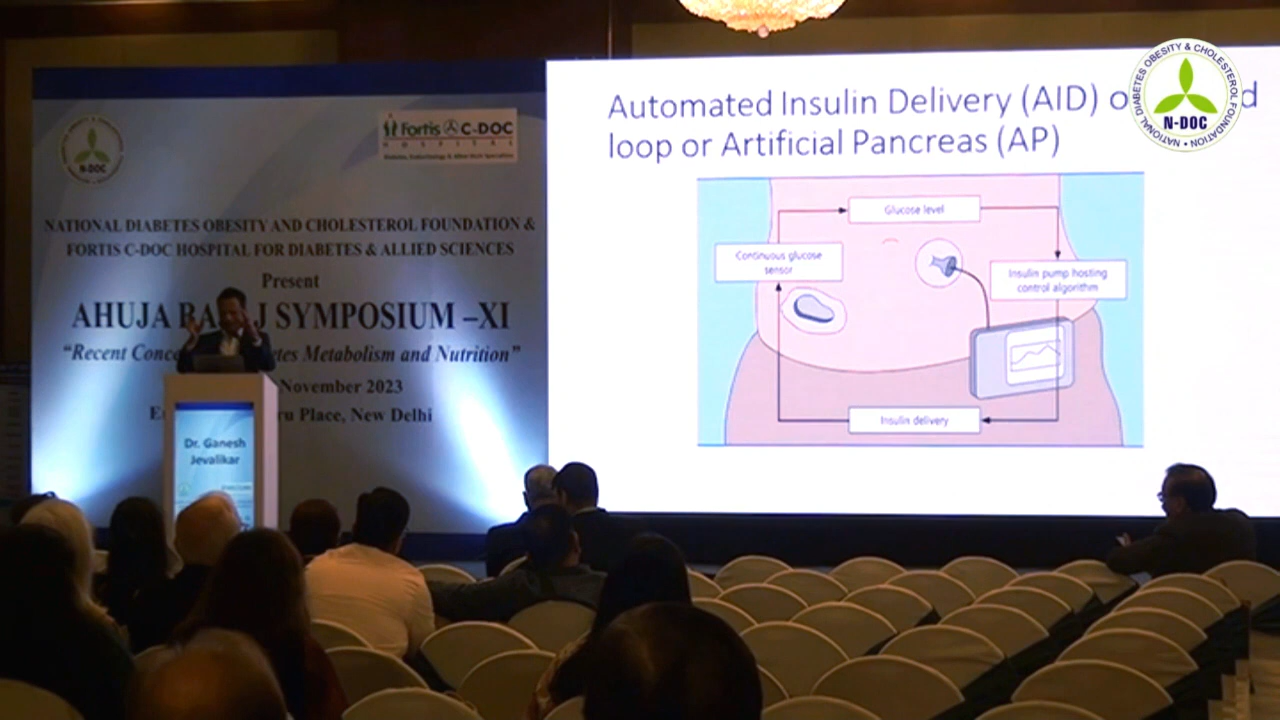 NATIONAL DIABETES OBESITY & CHOLESTEROL FOUNDATION
N-DOC
Automated Insulin Delivery (AID) o d
loop or Artificial Pancreas (AP)
Glucose level
Continuous glucose
sensor
Insulin pump hosting
control algorithm
Insulin delivery
N-DOC
Fortis C-DOC
HOSPITAL
NATIONAL DIABETES OBESITY AND CHOLESTEROL FOUNDATION &
FORTIS C-DOC HOSPITAL FOR DIABETES & ALLIED SCIENCES
Present
AHUJA BA J SYMPOSIUM –XI
“Recent Conce etes Metabolism and Nutrition”
November 2023
E ru Place, New Delhi
Dr. Ganesh
Jevalikar